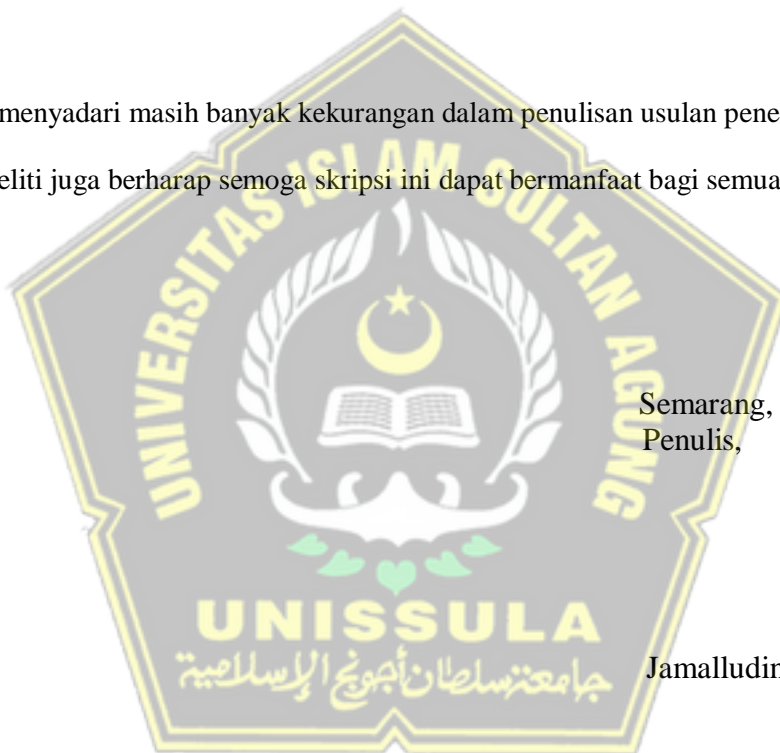 menyadari masih banyak kekurangan dalam penulisan usulan pene
eliti juga berharap semoga skripsi ini dapat bermanfaat bagi semua
UNIVERSITAS ISLAM SULTAN AGUNG
Semarang,
Penulis,
UNISSULA
جامعة سلطان أجونج الإسلامية
Jamalludin